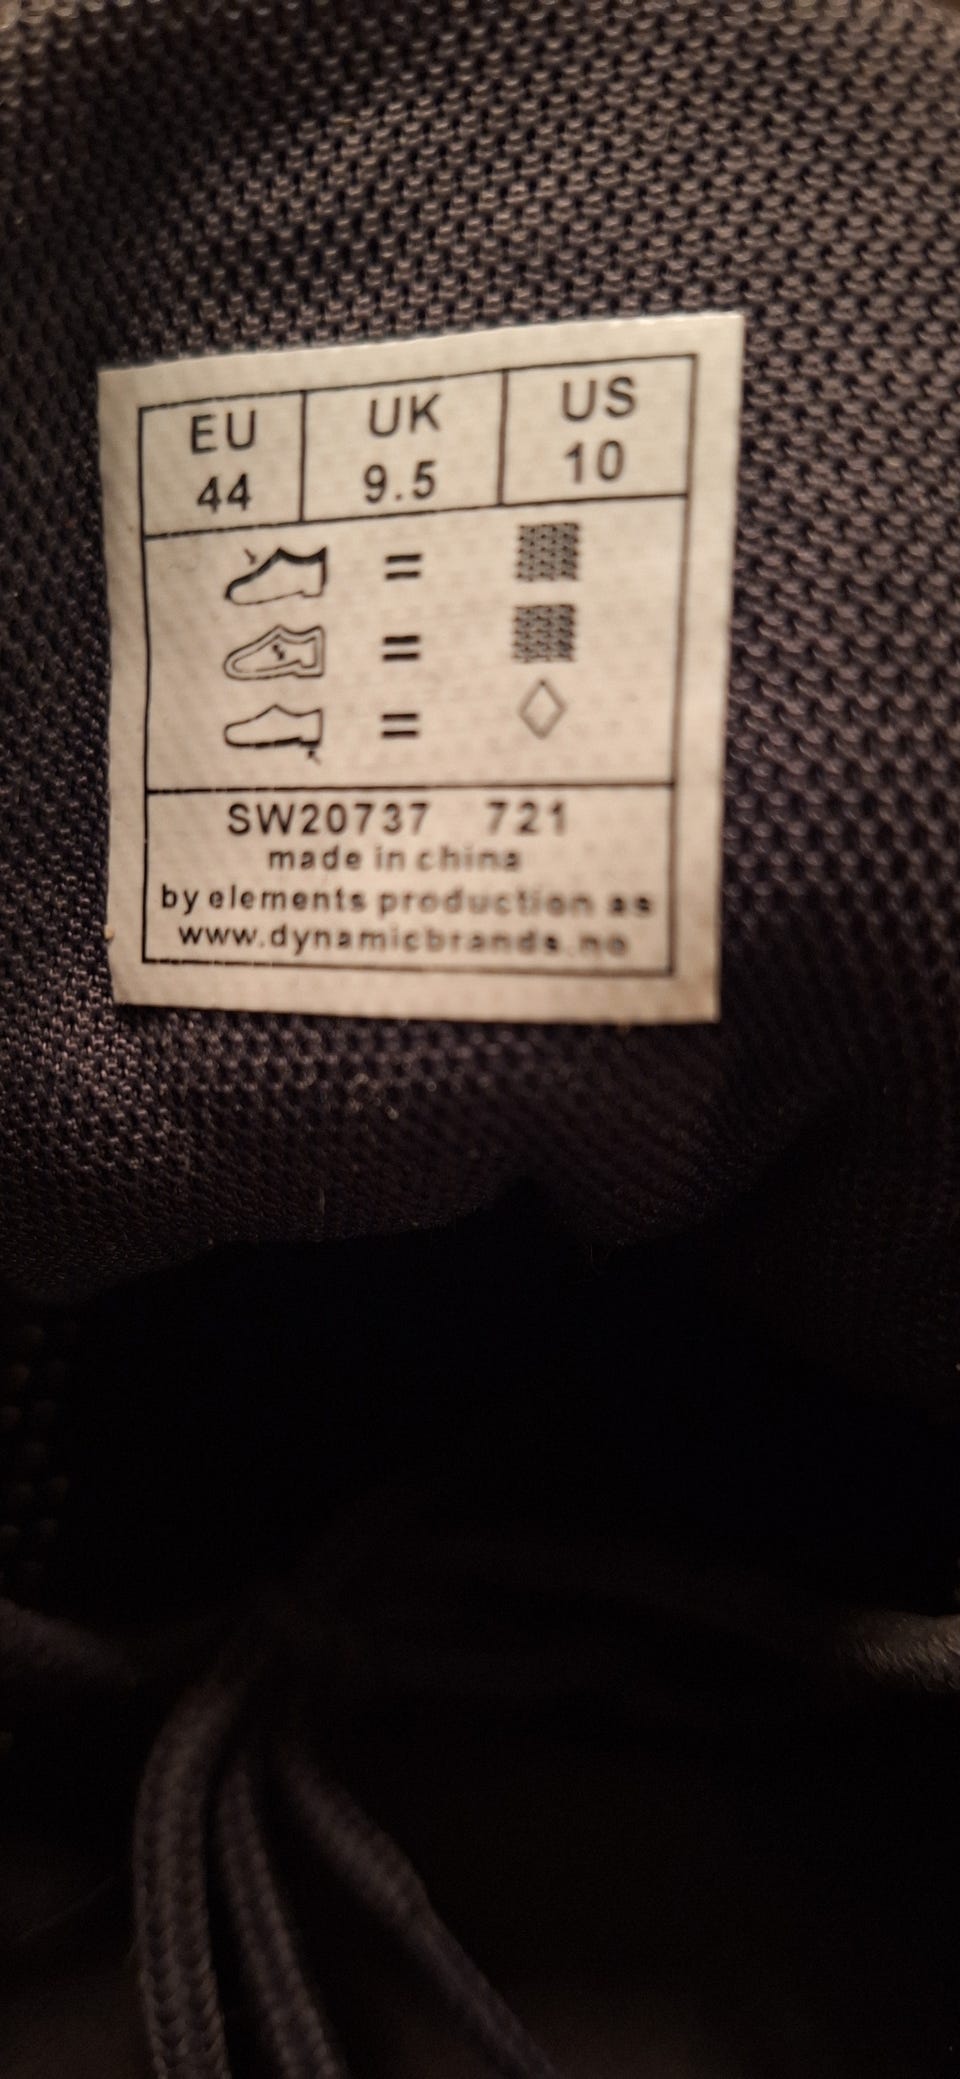 EU UK US
44 9.5 10
=
=
=
SW20737 721
made in china
by elements production as
www.dynamicbrands.no